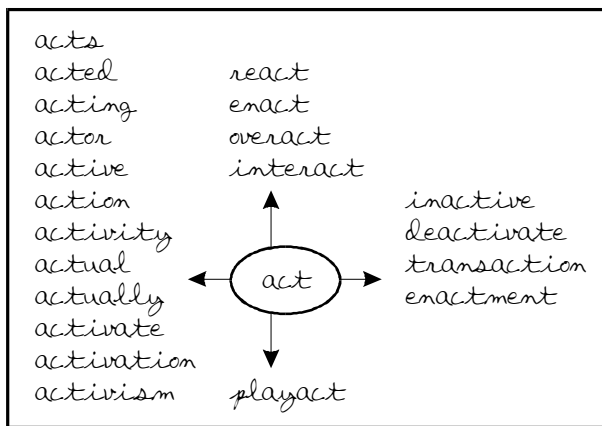 acts
acted
acting
actor
active
action
activity
actual
actually
activate
activation
activism
react
enact
overact
interact
act
playact
inactive
deactivate
transaction
enactment